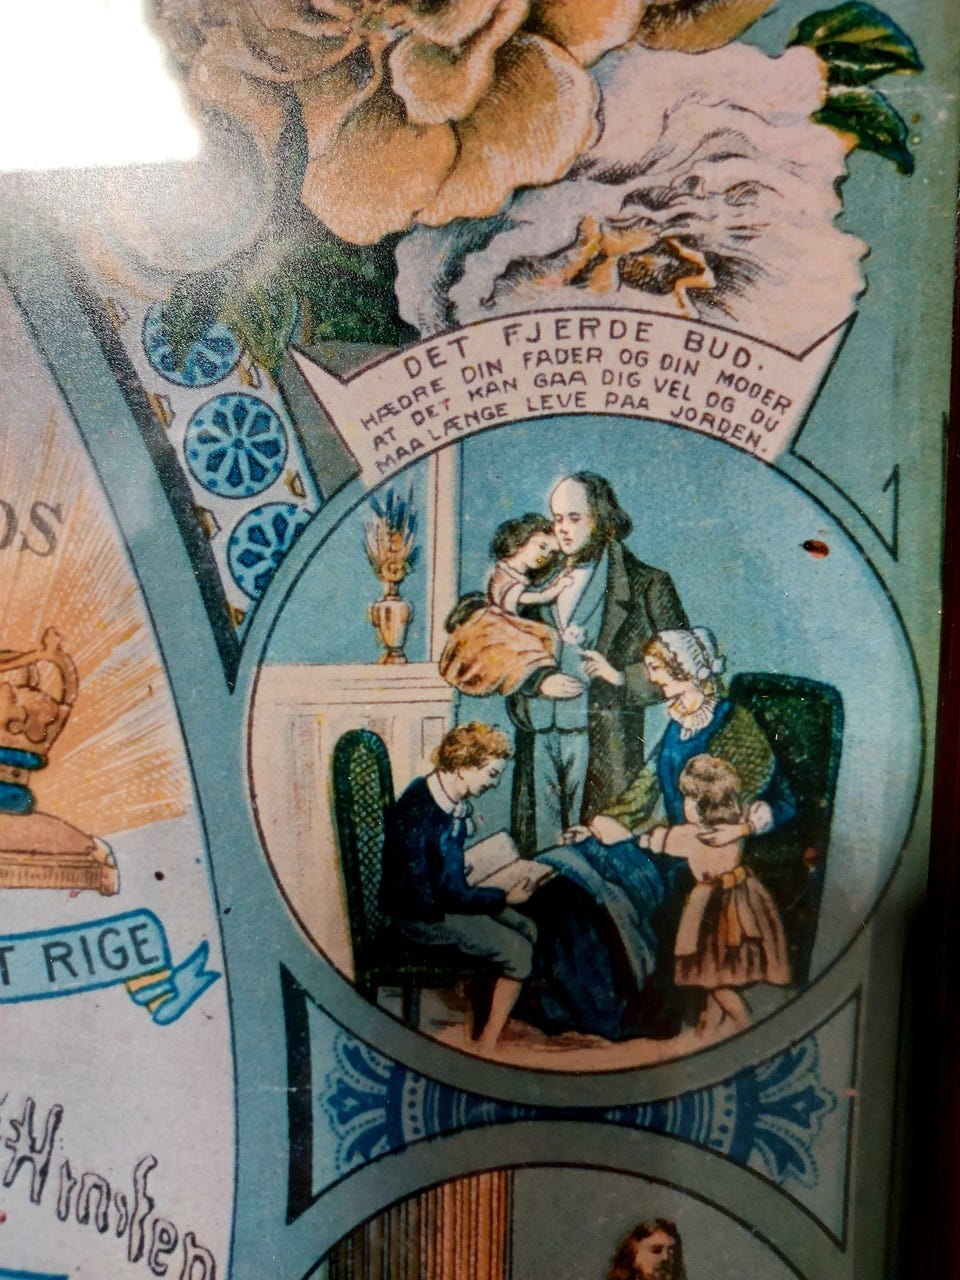 DET FJERDE BUD.
HÆDRE DIN FADER OG DIN MODER
AT DET KAN GAA DIG VEL OG DU
MAA LÆNGE LEVE PAA JORDEN.
DS
T RIGE